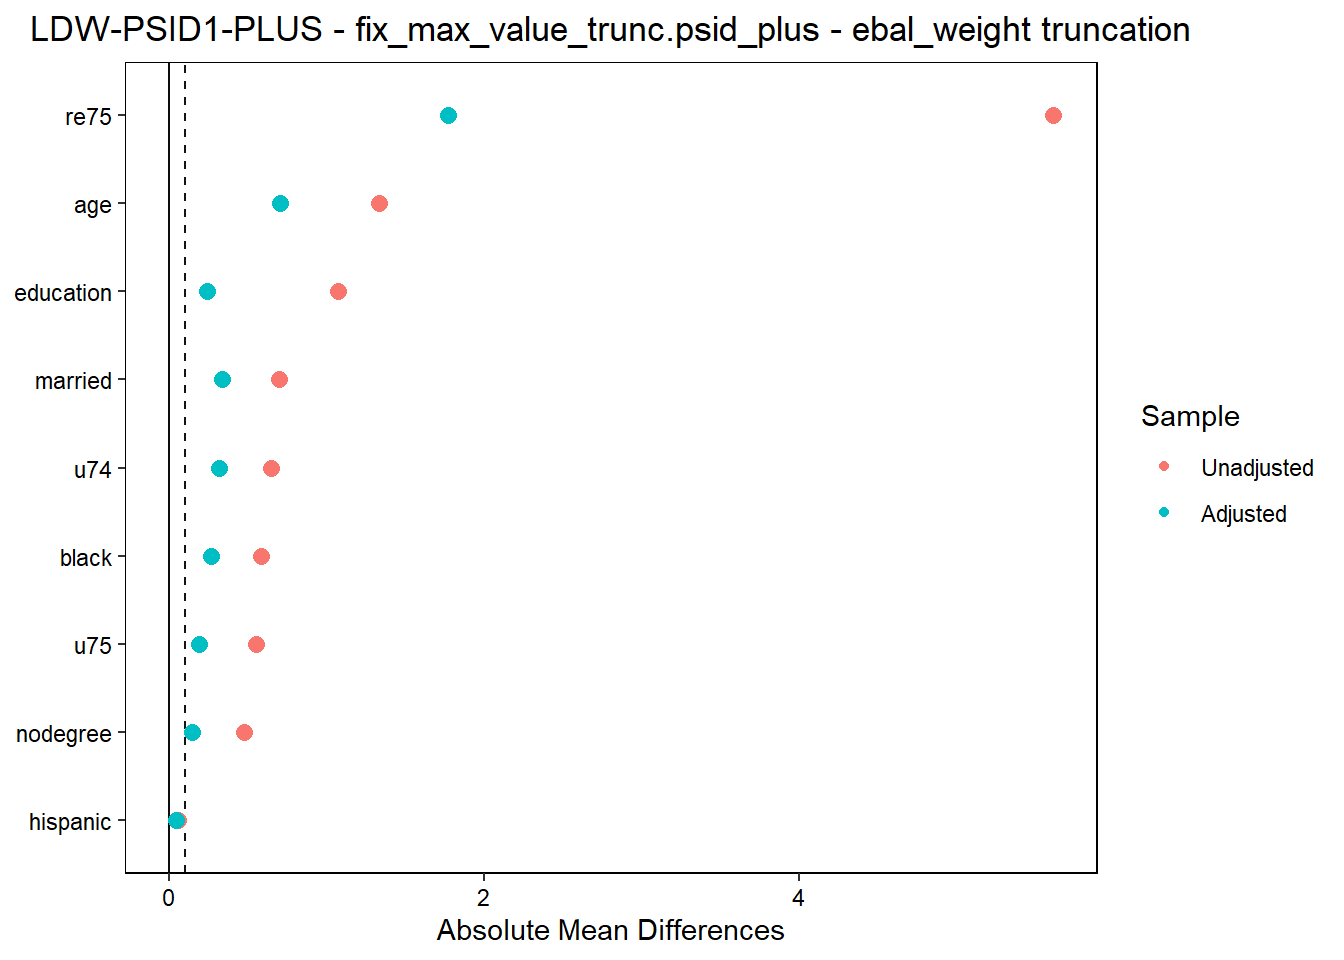 LDW-PSID1-PLUS - fix_max_value_trunc.psid_plus - ebal_weight truncation
re75
age
education
married
u74
black
u75
nodegree
hispanic
0
2
4
Absolute Mean Differences
Sample
Unadjusted
Adjusted